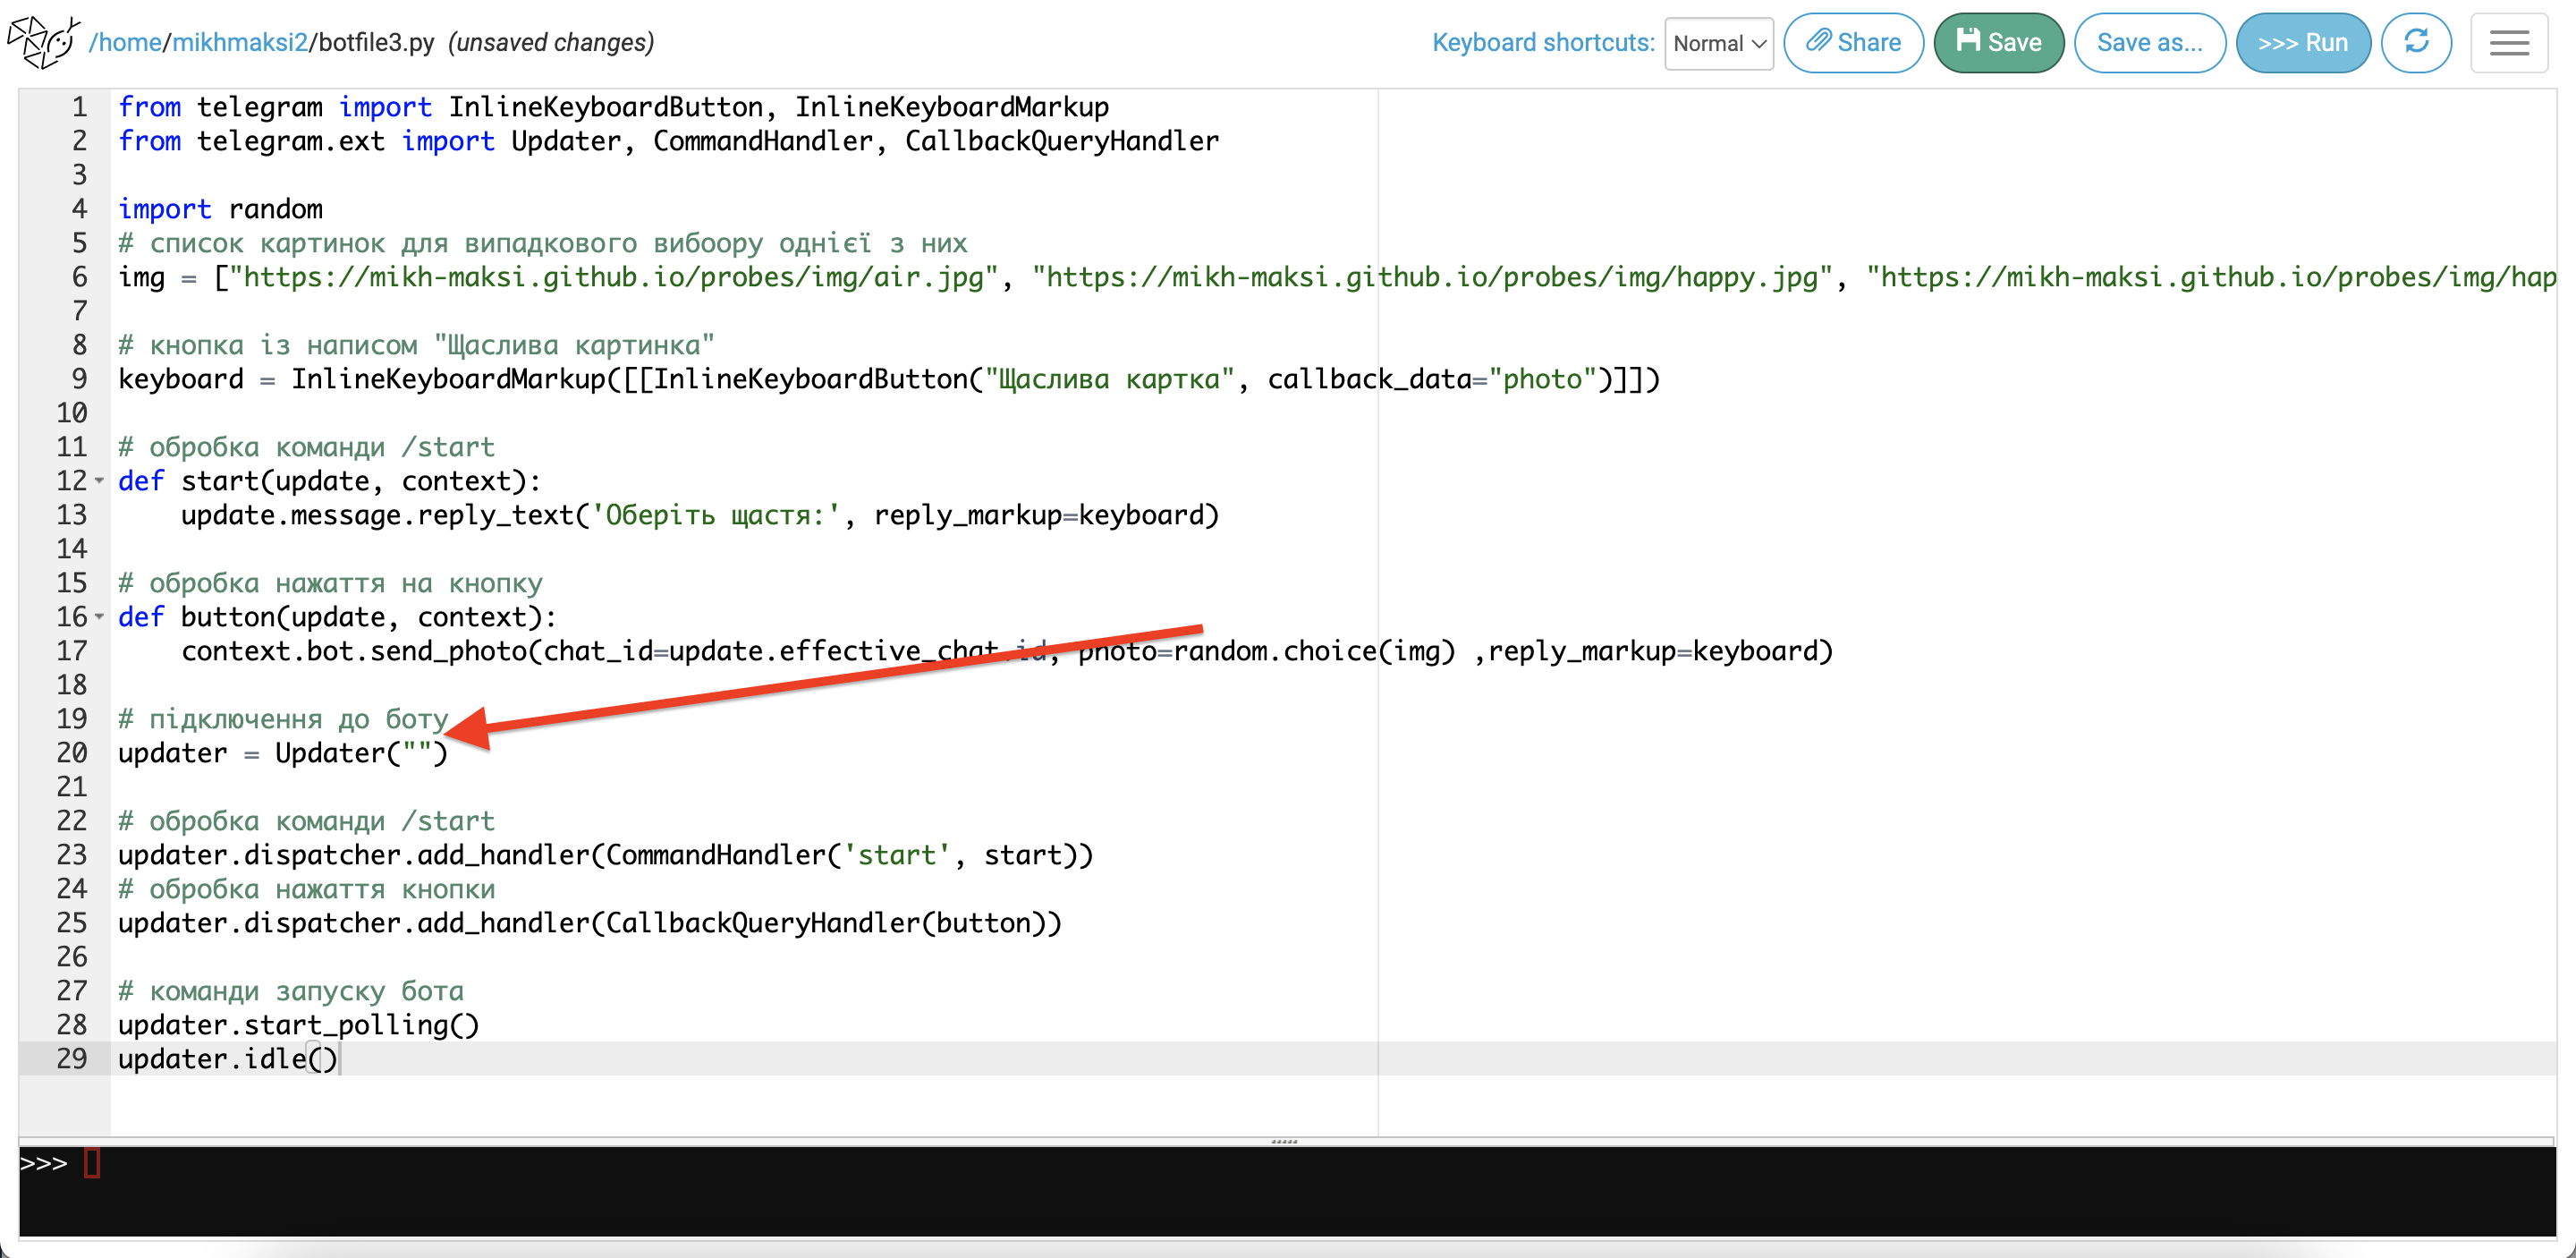 /home/mikhmaksi2/botfile3.py (unsaved changes) Keyboard shortcuts: Normal Share Save Save as... >>> Run
1 from telegram import InlineKeyboardButton, InlineKeyboardMarkup
2 from telegram.ext import Updater, CommandHandler, CallbackQueryHandler
3
4 import random
5 # список картинок для випадкового вибоору однієї з них
6 img = ["https://mikh-maksi.github.io/probes/img/air.jpg", "https://mikh-maksi.github.io/probes/img/happy.jpg", "https://mikh-maksi.github.io/probes/img/hap
7
8 # кнопка із написом "Щаслива картинка"
9 keyboard = InlineKeyboardMarkup([[InlineKeyboardButton("Щаслива картка", callback_data="photo")]])
10
11 # обробка команди /start
12 def start(update, context):
13 update.message.reply_text('Оберіть щастя:', reply_markup=keyboard)
14
15 # обробка нажаття на кнопку
16 def button(update, context):
17 context.bot.send_photo(chat_id=update.effective_chat.id, photo=random.choice(img) ,reply_markup=keyboard)
18
19 # підключення до боту
20 updater = Updater("")
21
22 # обробка команди /start
23 updater.dispatcher.add_handler(CommandHandler('start', start))
24 # обробка нажаття кнопки
25 updater.dispatcher.add_handler(CallbackQueryHandler(button))
26
27 # команди запуску бота
28 updater.start_polling()
29 updater.idle()
>>>